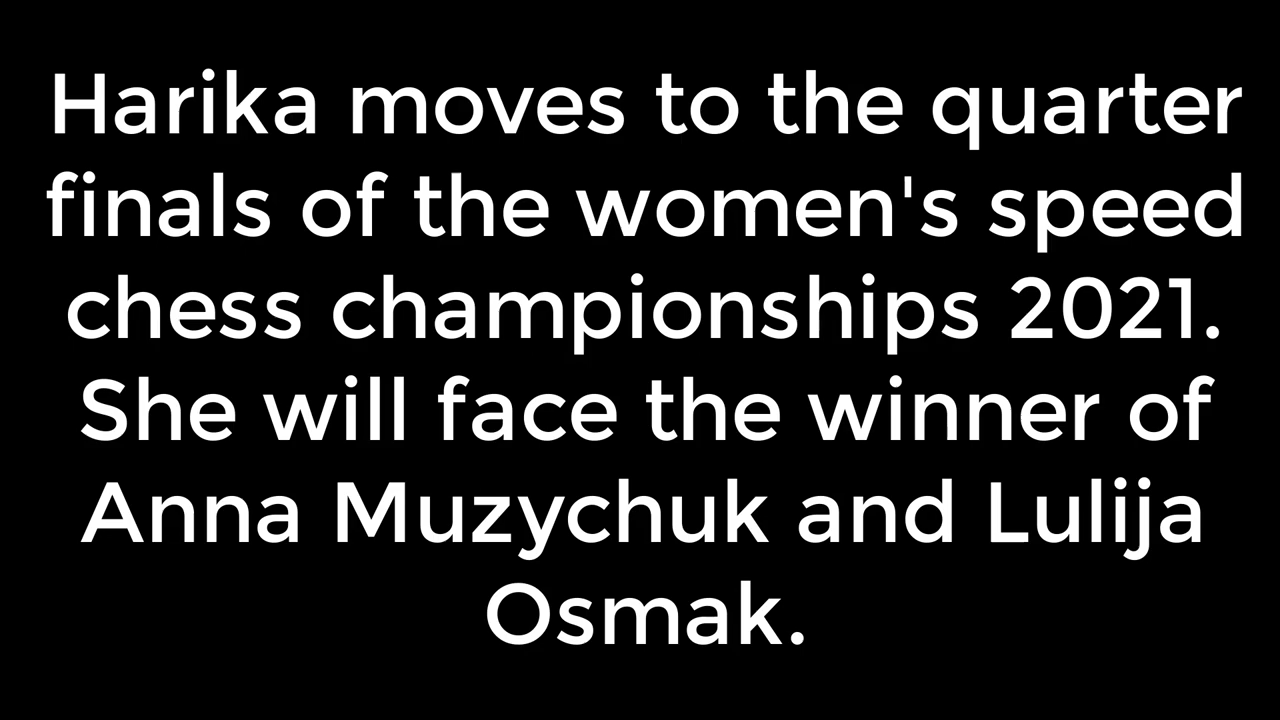 Harika moves to the quarter
finals of the women's speed
chess championships 2021.
She will face the winner of
Anna Muzychuk and Lulija
Osmak.